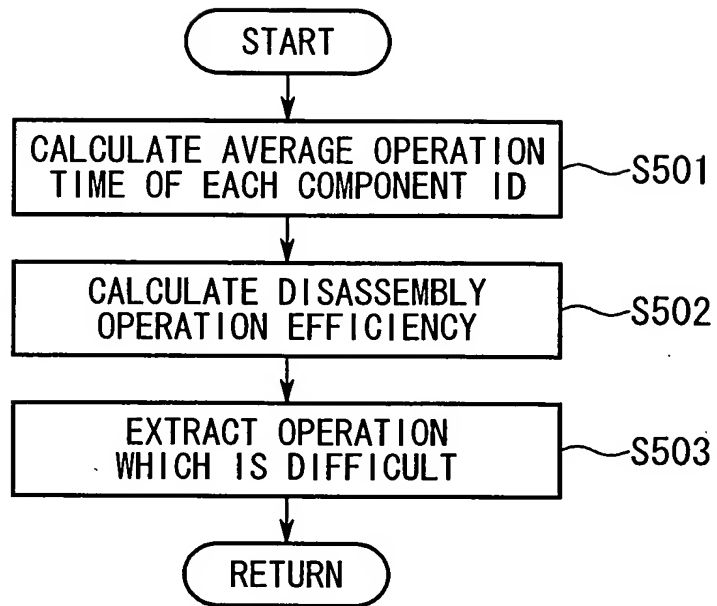 START
CALCULATE AVERAGE OPERATION
TIME OF EACH COMPONENT ID
S501
CALCULATE DISASSEMBLY
OPERATION EFFICIENCY
S502
EXTRACT OPERATION
WHICH IS DIFFICULT
S503
RETURN